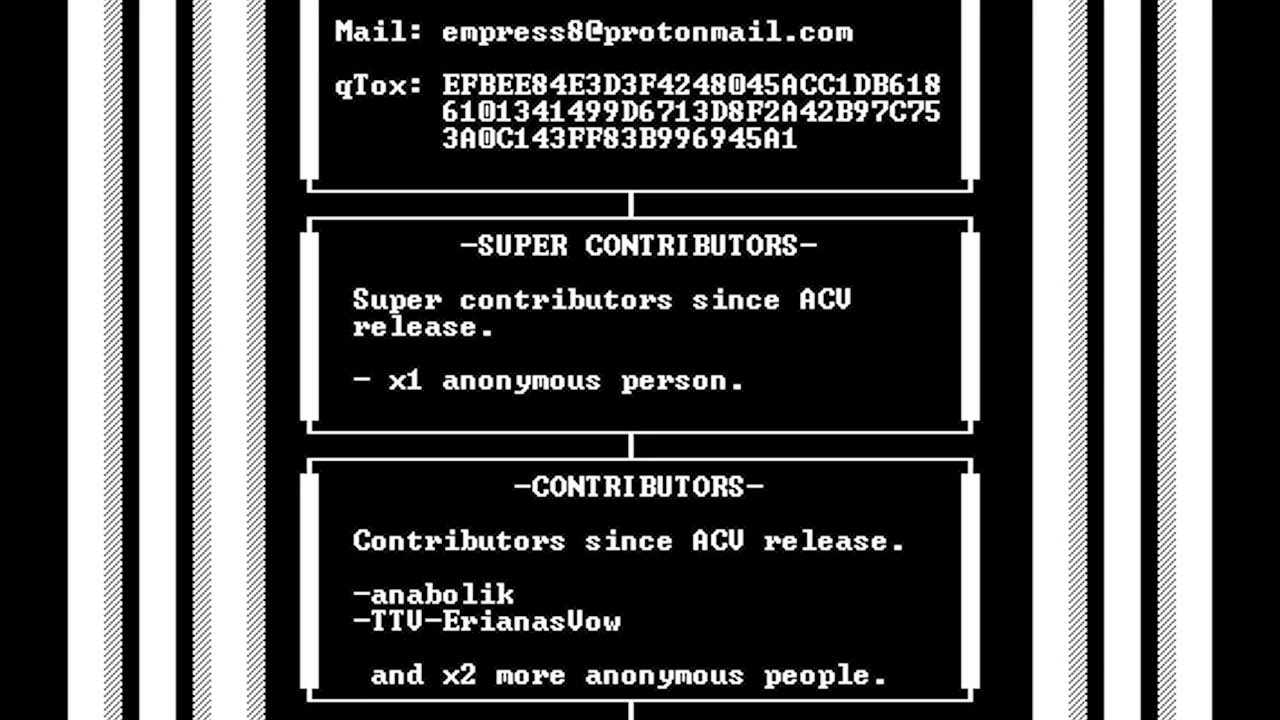 Mail: empress8@protonmail.com
qTox: EFBEE84E3D3F4248045ACC1DB618
6101341499D6713D8F2A42B97C75
3A0C143FF83B996945A1
-SUPER CONTRIBUTORS-
Super contributors since ACV
release.
- x1 anonymous person.
-CONTRIBUTORS-
Contributors since ACV release.
-anabolik
-TTV-ErianasVow
and x2 more anonymous people.